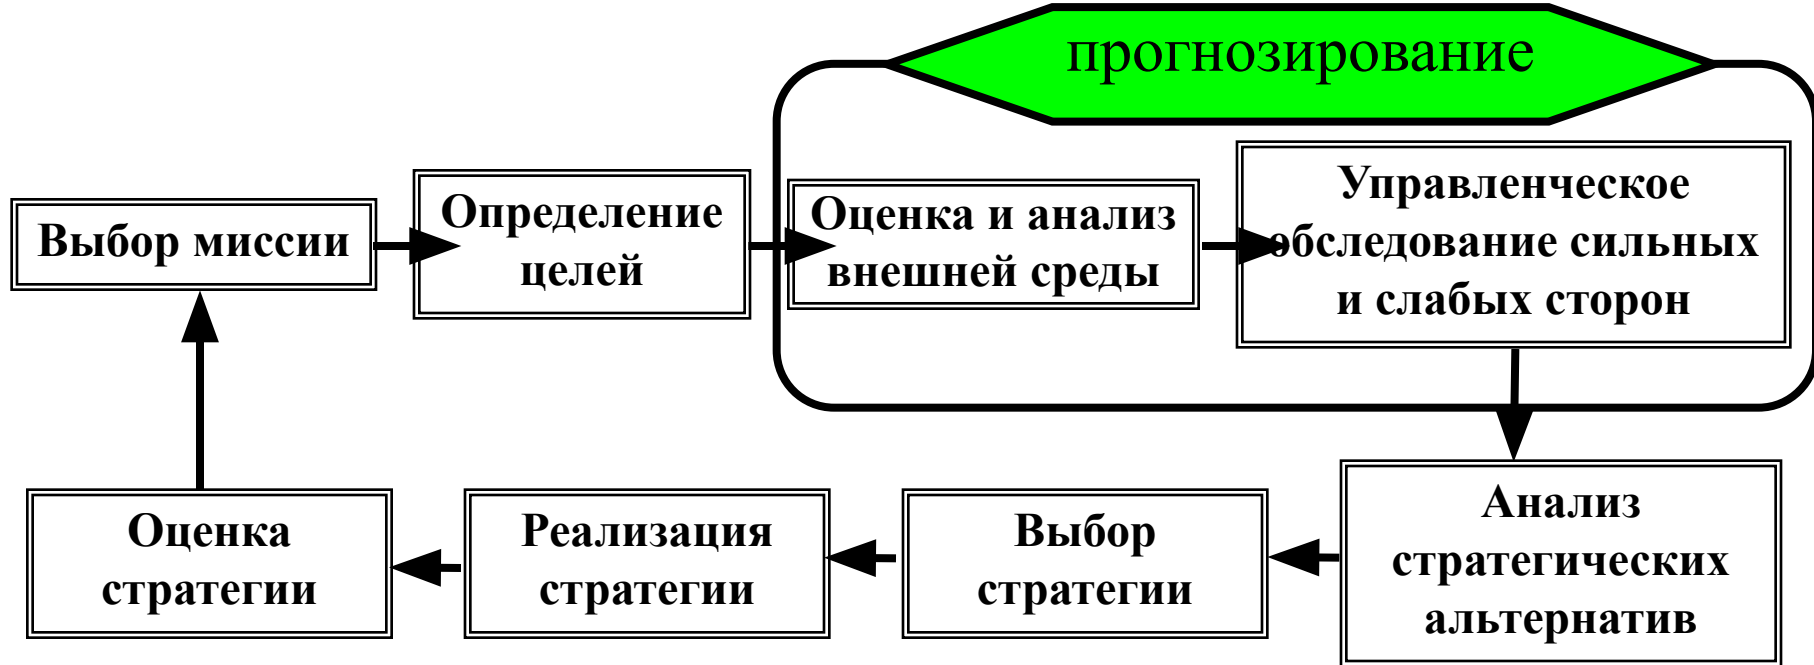 прогнозирование
Выбор миссии
Определение
целей
Оценка и анализ
внешней среды
Управленческое
обследование сильных
и слабых сторон
Анализ
стратегических
альтернатив
Выбор
стратегии
Реализация
стратегии
Оценка
стратегии